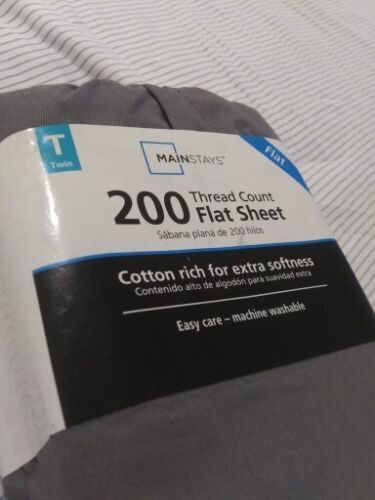 T
Twin
MAINSTAYS™
Flat
200 Thread Count
Flat Sheet
Sábana plana de 200 hilos
Cotton rich for extra softness
Contenido alto de algodón para suavidad extra
Easy care – machine washable